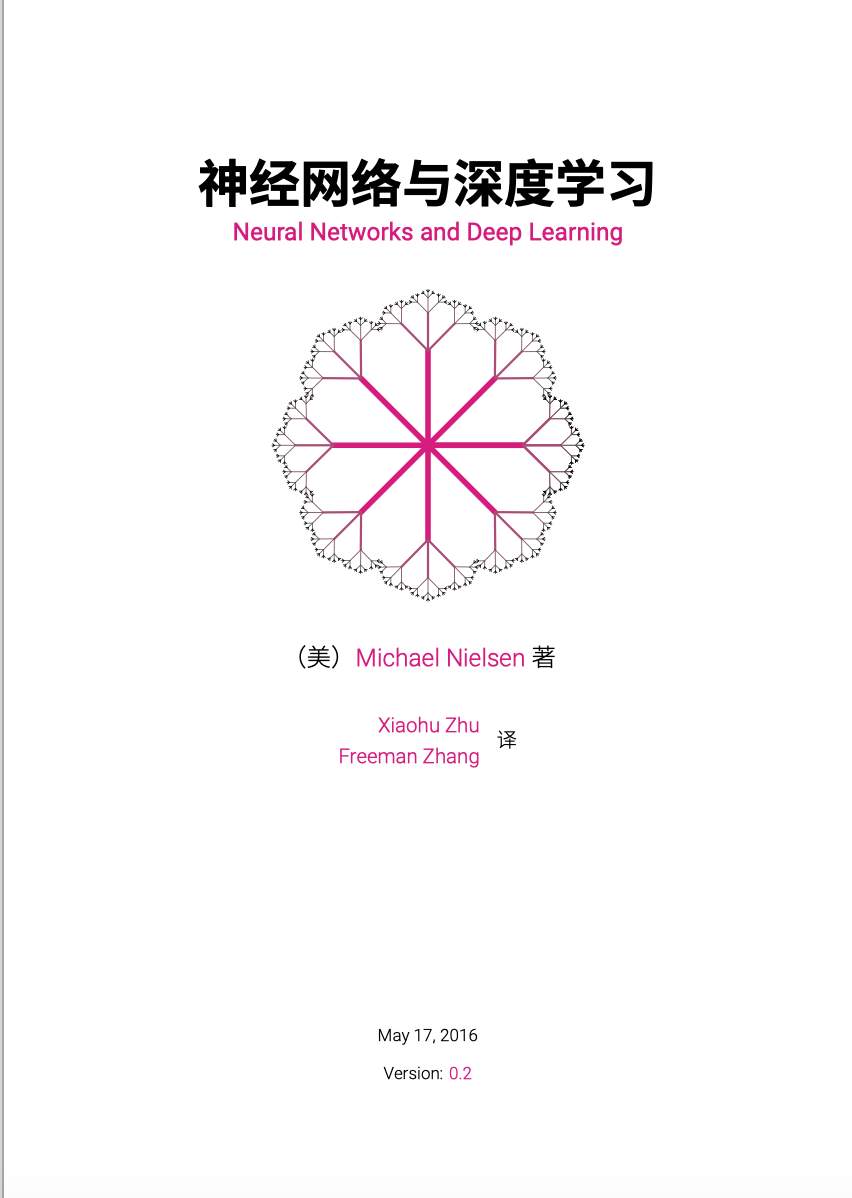 神经网络与深度学习
Neural Networks and Deep Learning
（美）Michael Nielsen 著
Xiaohu Zhu
Freeman Zhang
译
May 17, 2016
Version: 0.2